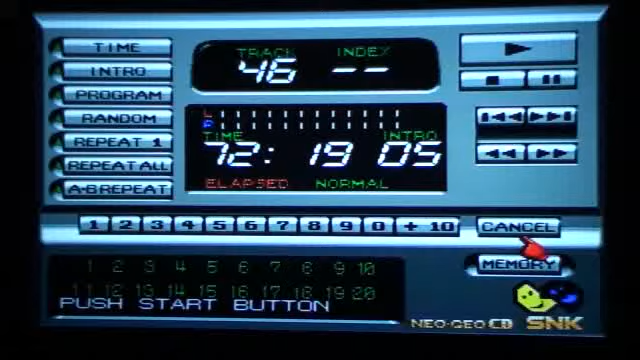 TIME
INTRO
PROGRAM
RANDOM
REPEAT 1
REPEAT ALL
A-B REPEAT
TRACK INDEX
46 --
L
R
TIME INTRO
72: 19 05
ELAPSED NORMAL
1 2 3 4 5 6 7 8 9 0 +10
CANCEL
MEMORY
1 2 3 4 5 6 7 8 9 10
11 12 13 14 15 16 17 18 19 20
PUSH START BUTTON
NEO·GEO CD SNK